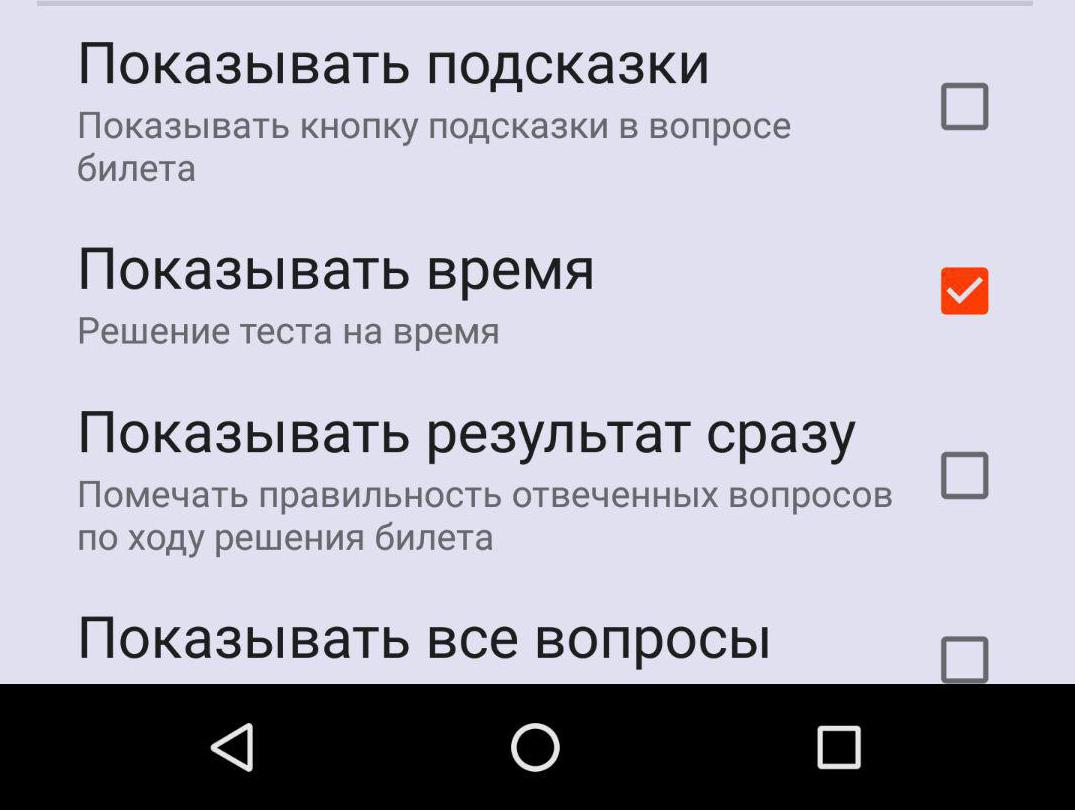 Показывать подсказки
Показывать кнопку подсказки в вопросе
билета
Показывать время
Решение теста на время
Показывать результат сразу
Помечать правильность отвеченных вопросов
по ходу решения билета
Показывать все вопросы